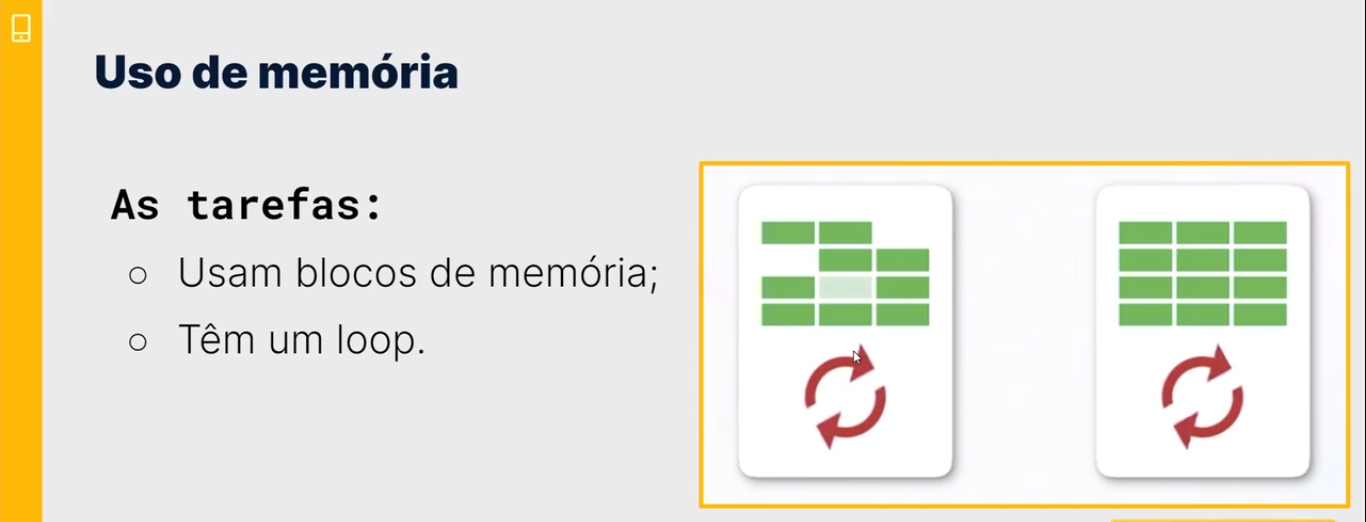 Uso de memória
As tarefas:
Usam blocos de memória;
Têm um loop.